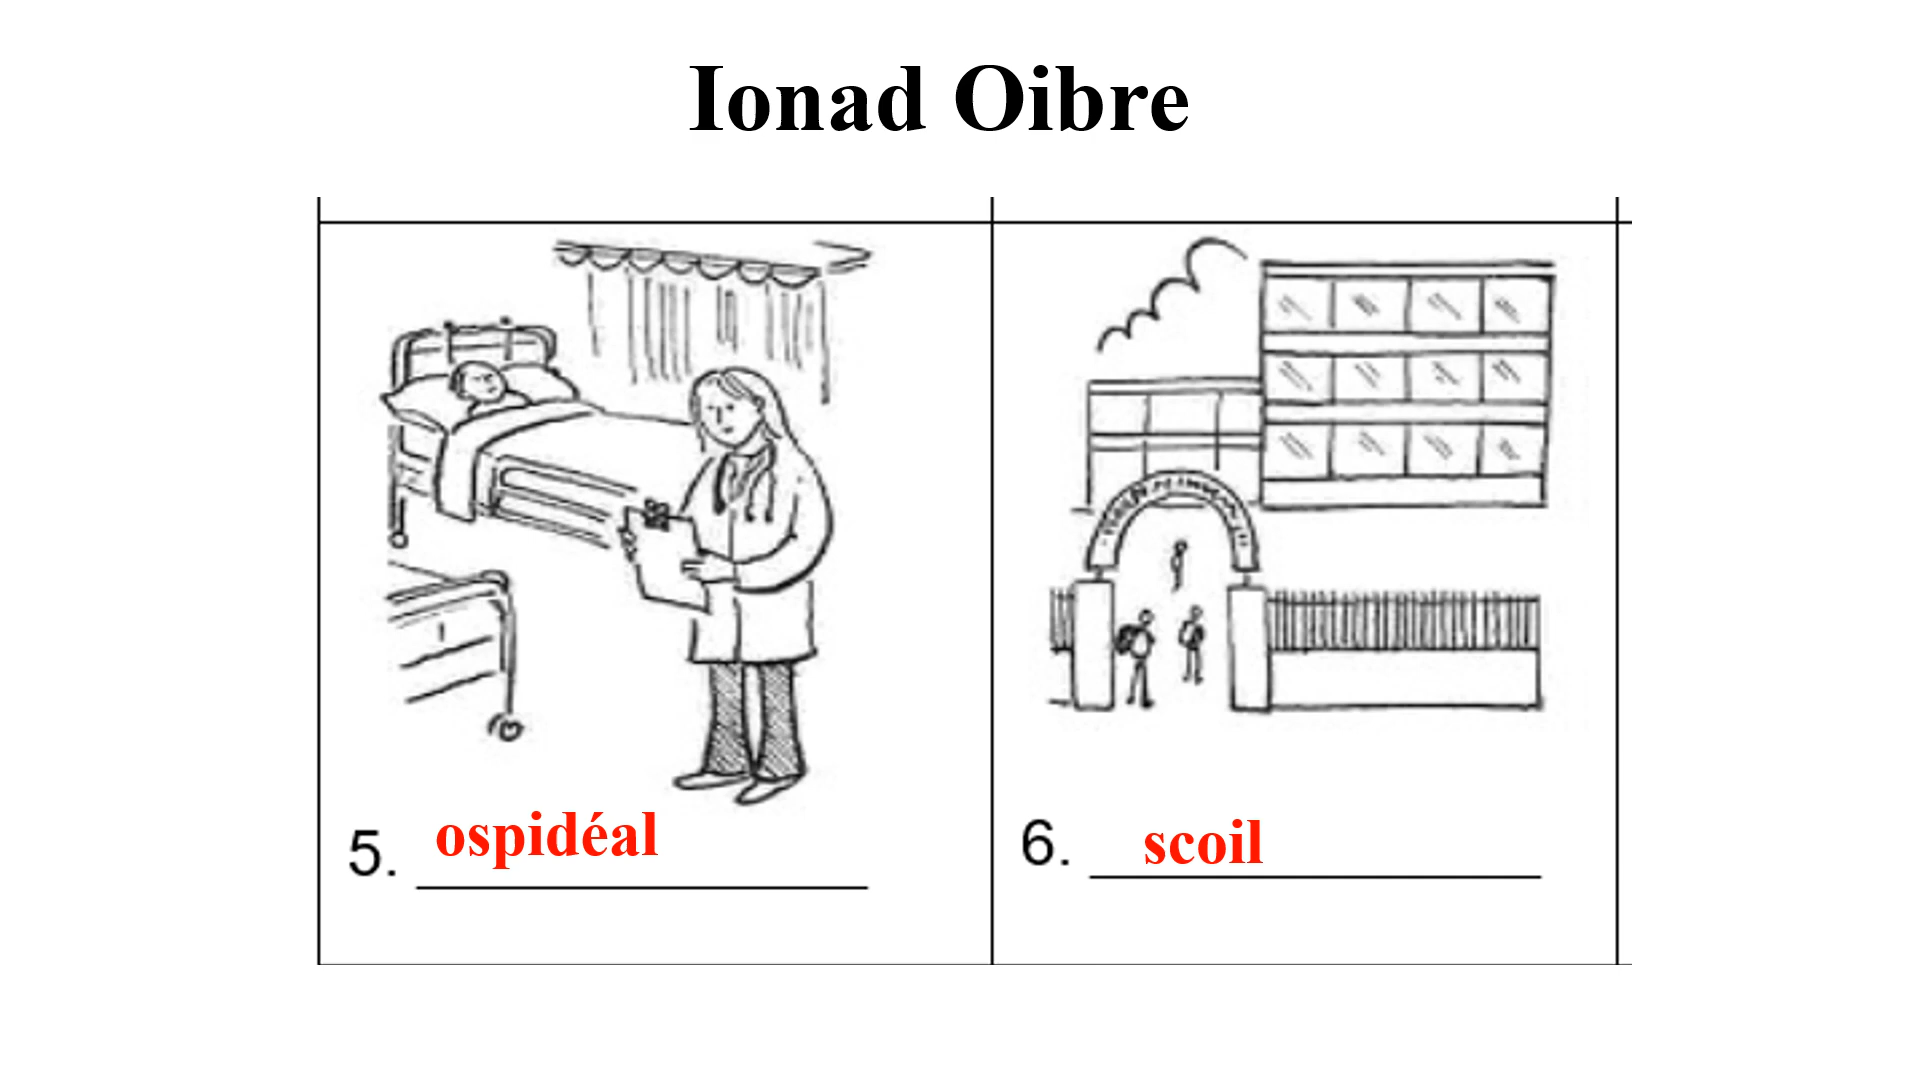 Ionad Oibre
5. ospidéal
6. scoil